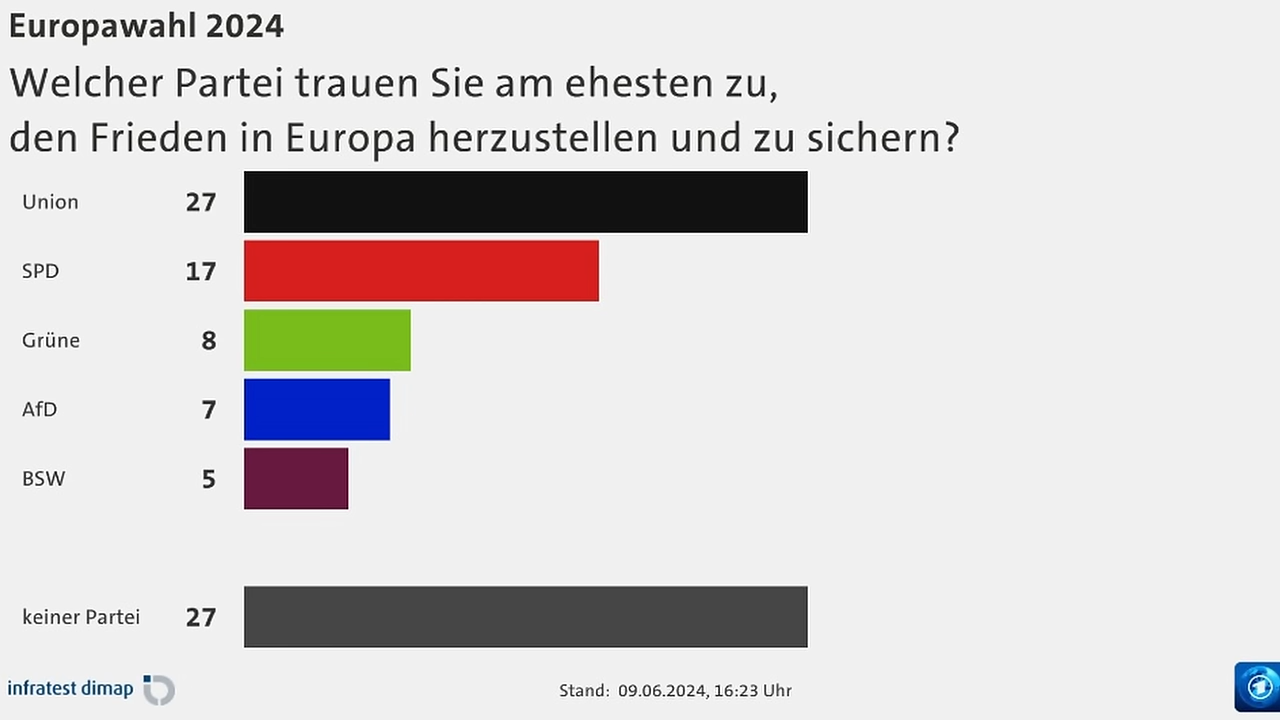 Europawahl 2024
Welcher Partei trauen Sie am ehesten zu,
den Frieden in Europa herzustellen und zu sichern?
Union 27
SPD 17
Grüne 8
AfD 7
BSW 5
keiner Partei 27
infratest dimap Stand: 09.06.2024, 16:23 Uhr 1